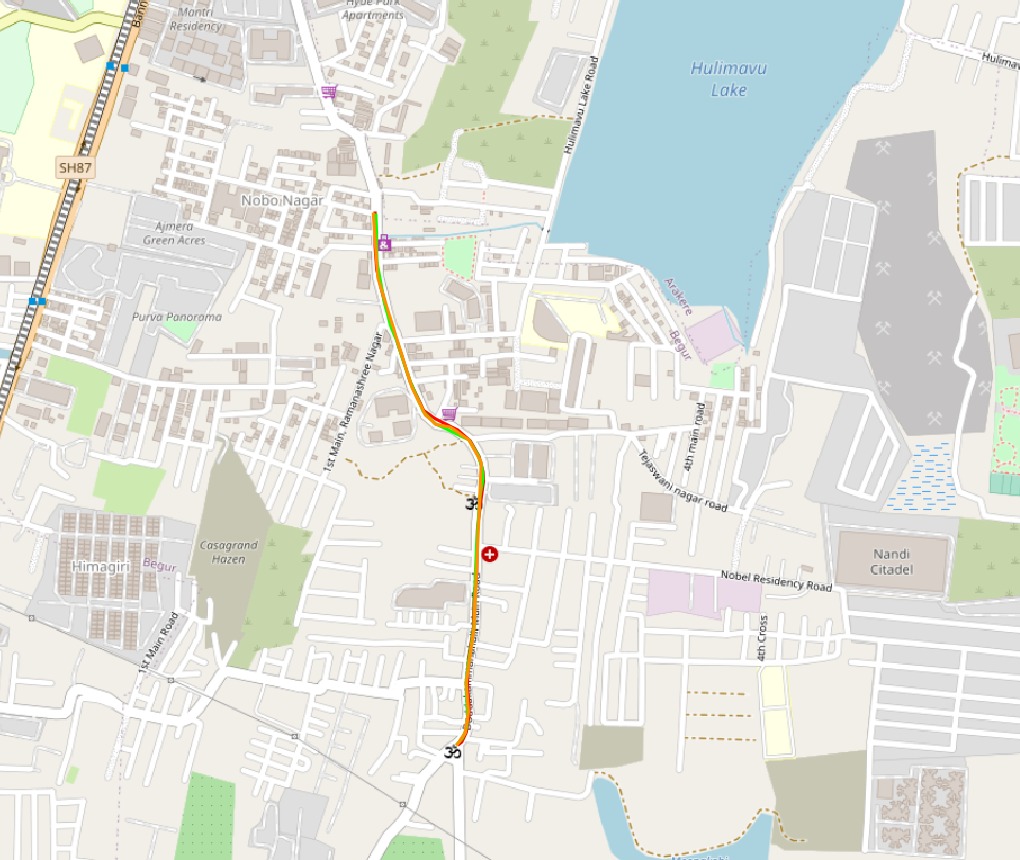 Hyde Park
Apartments
Mantri
Residency
Hulimavu
Lake
Hulimavu Lake Road
SH87
Nobo Nagar
Ajmera
Green Acres
Purva Panorama
Arakere
Begur
1st Main, Ramanashree Nagar
4th main road
Tejaswani nagar road
Casagrand
Hazen
Himagiri
Begur
Nandi
Citadel
Nobel Residency Road
4th Cross
1st Main Road